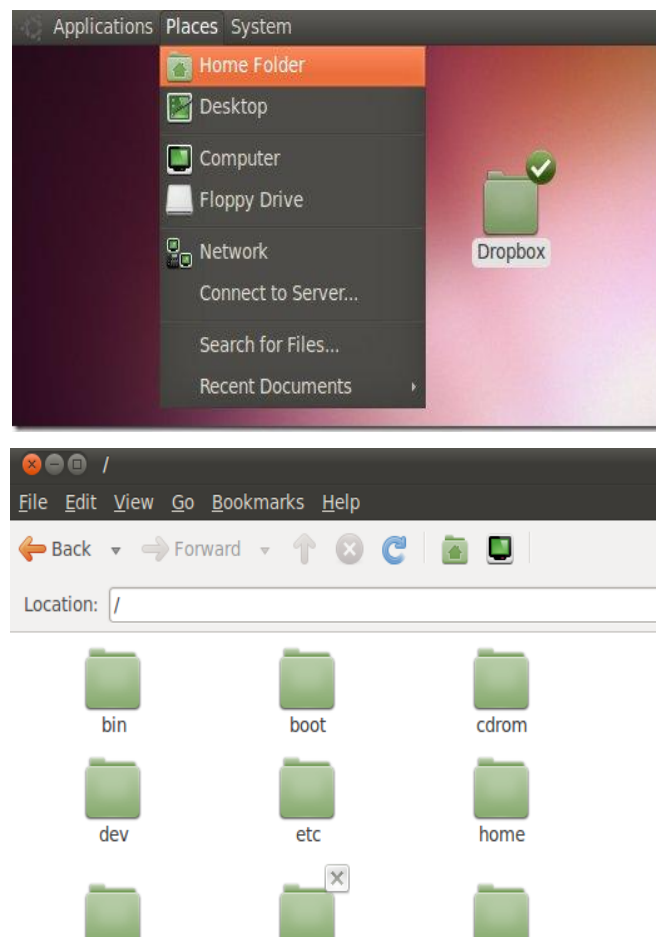 Applications Places System
Home Folder
Desktop
Computer
Floppy Drive
Network
Connect to Server...
Search for Files...
Recent Documents
Dropbox
/
File Edit View Go Bookmarks Help
Back Forward
Location: /
bin boot cdrom
dev etc home